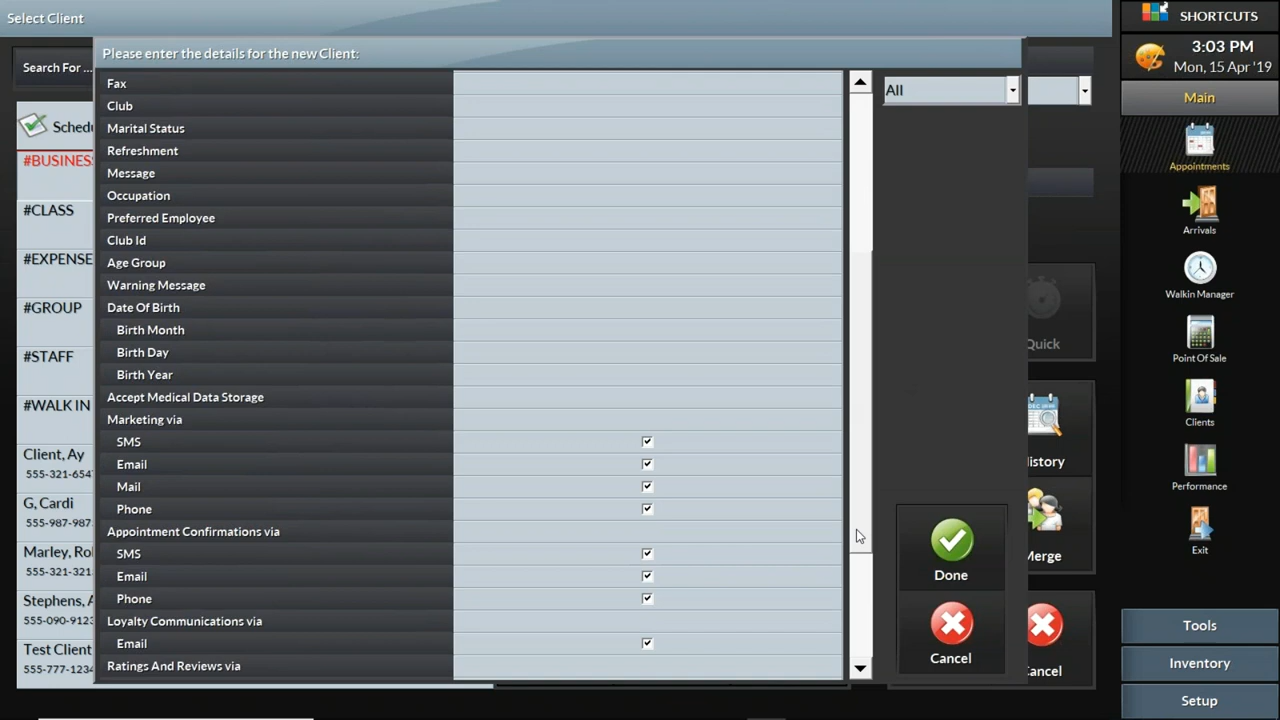 Select Client
SHORTCUTS
Please enter the details for the new Client:
3:03 PM
Mon, 15 Apr '19
Search For ...
All
Main
Fax
Club
Marital Status
Refreshment
Message
Occupation
Preferred Employee
Club Id
Age Group
Warning Message
Date Of Birth
Birth Month
Birth Day
Birth Year
Accept Medical Data Storage
Marketing via
SMS
Email
Mail
Phone
Appointment Confirmations via
SMS
Email
Phone
Loyalty Communications via
Email
Ratings And Reviews via
Schedu
#BUSINES
#CLASS
#EXPENSE
#GROUP
#STAFF
#WALK IN
Client, Ay
555-321-654
G, Cardi
555-987-987
Marley, Ro
555-321-321
Stephens, A
555-090-912
Test Client
555-777-1234
Done
Cancel
Quick
istory
Merge
ancel
Appointments
Arrivals
Walkin Manager
Point Of Sale
Clients
Performance
Exit
Tools
Inventory
Setup